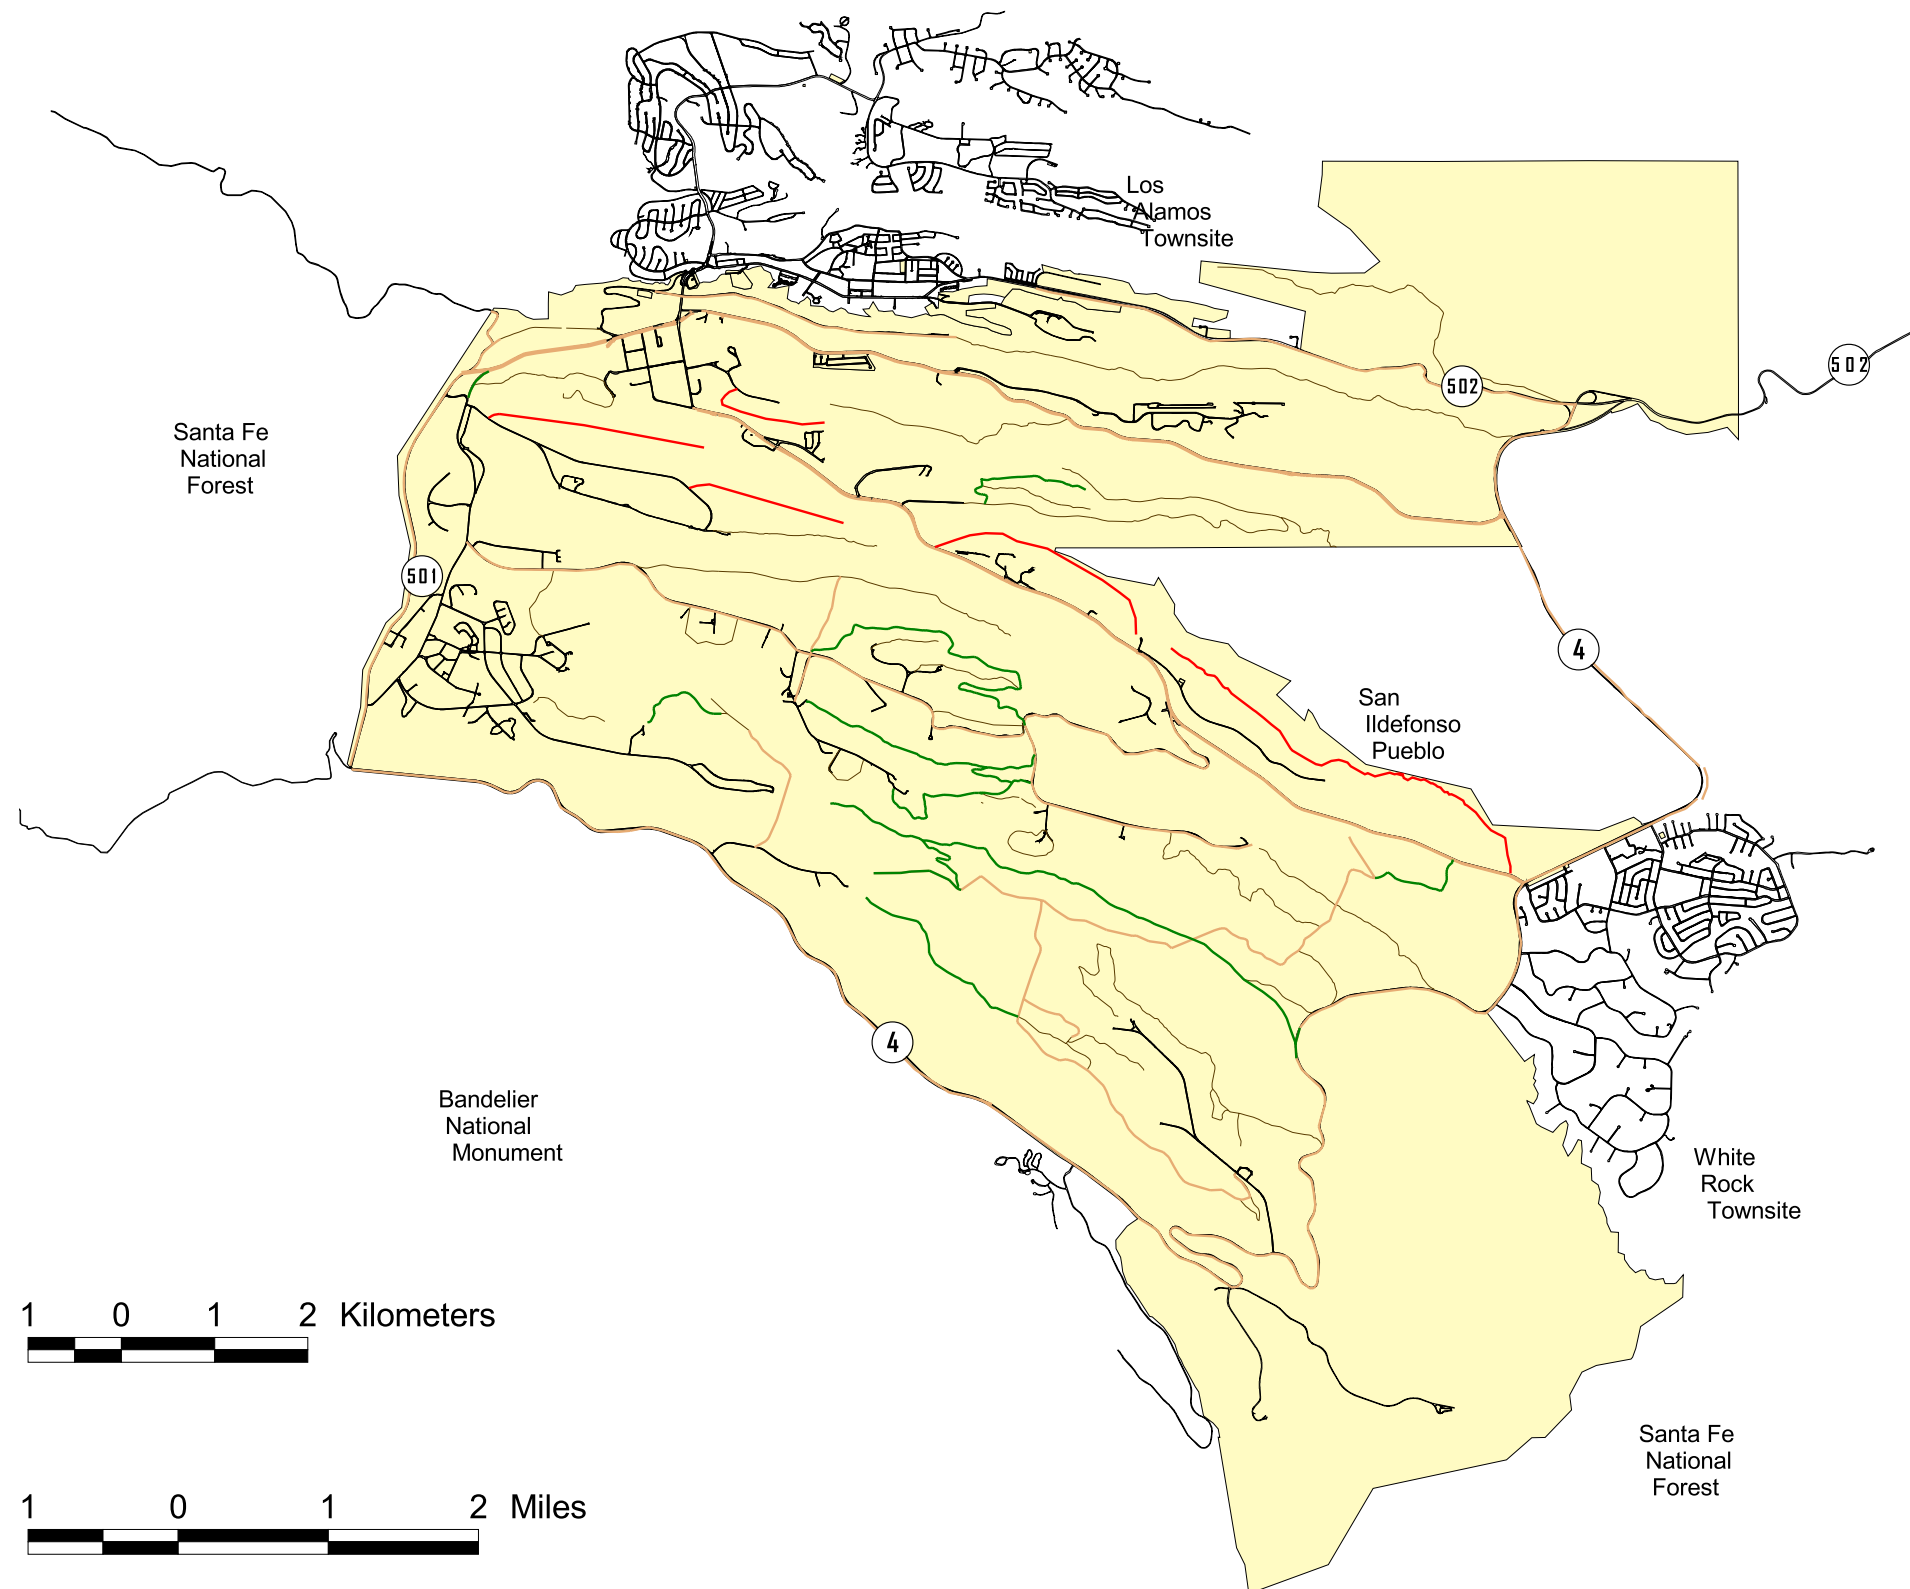 Los
Alamos
Townsite
502
502
Santa Fe
National
Forest
501
4
San
Ildefonso
Pueblo
4
Bandelier
National
Monument
White
Rock
Townsite
1 0 1 2 Kilometers
Santa Fe
National
Forest
1 0 1 2 Miles